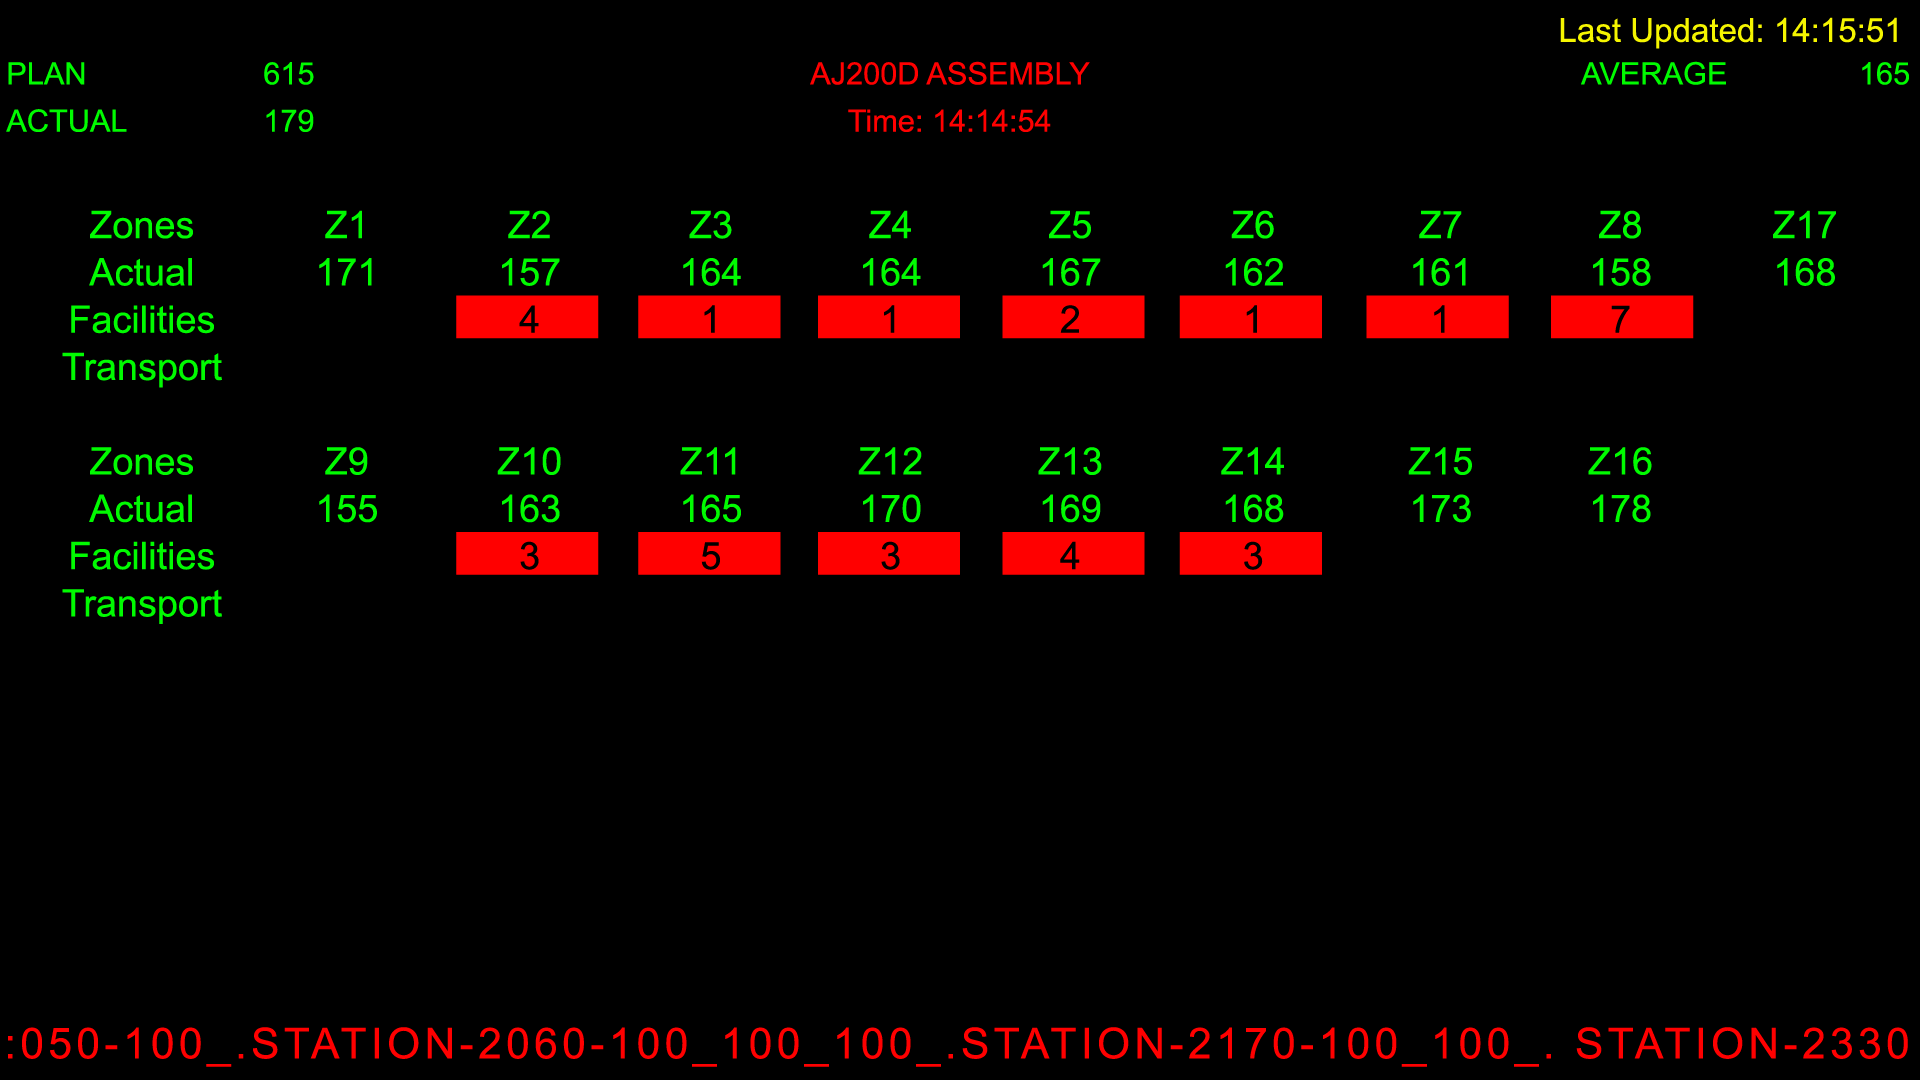 Last Updated: 14:15:51
PLAN 615 AJ200D ASSEMBLY AVERAGE 165
ACTUAL 179 Time: 14:14:54
Zones Z1 Z2 Z3 Z4 Z5 Z6 Z7 Z8 Z17
Actual 171 157 164 164 167 162 161 158 168
Facilities 4 1 1 2 1 1 7
Transport
Zones Z9 Z10 Z11 Z12 Z13 Z14 Z15 Z16
Actual 155 163 165 170 169 168 173 178
Facilities 3 5 3 4 3
Transport
:050-100_.STATION-2060-100_100_100_.STATION-2170-100_100_. STATION-2330